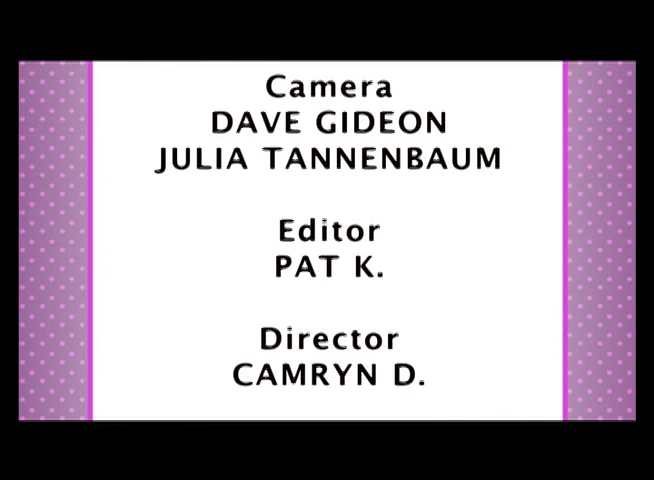 Camera
DAVE GIDEON
JULIA TANNENBAUM
Editor
PAT K.
Director
CAMRYN D.